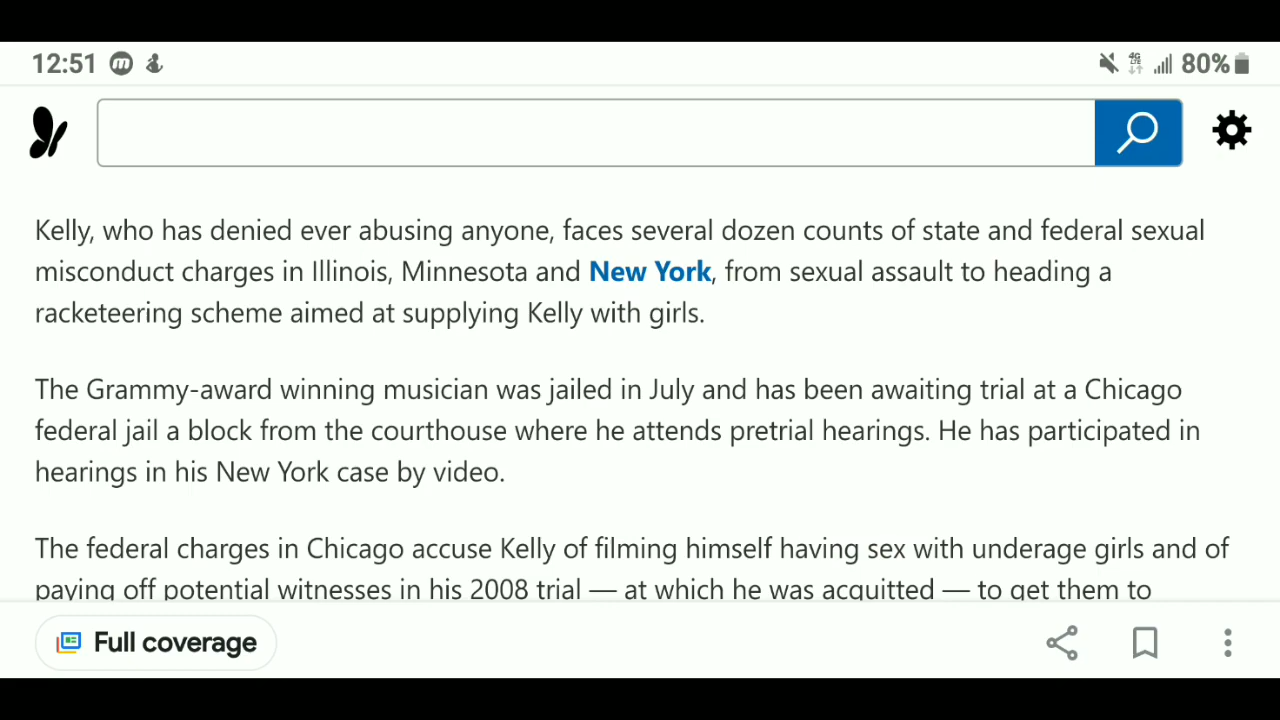 12:51 80%
Kelly, who has denied ever abusing anyone, faces several dozen counts of state and federal sexual
misconduct charges in Illinois, Minnesota and New York, from sexual assault to heading a
racketeering scheme aimed at supplying Kelly with girls.
The Grammy-award winning musician was jailed in July and has been awaiting trial at a Chicago
federal jail a block from the courthouse where he attends pretrial hearings. He has participated in
hearings in his New York case by video.
The federal charges in Chicago accuse Kelly of filming himself having sex with underage girls and of
paying off potential witnesses in his 2008 trial — at which he was acquitted — to get them to
Full coverage